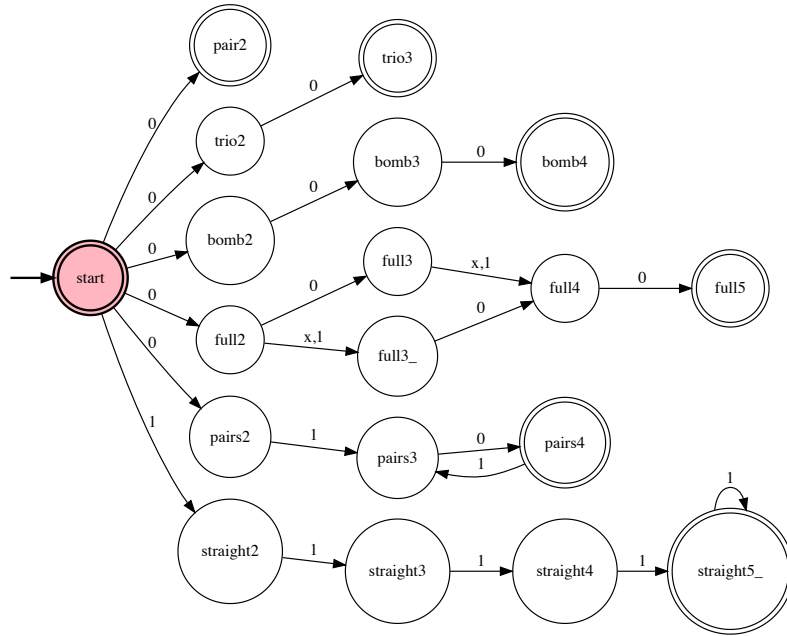 pair2
trio3
0
0
trio2
bomb3
0
bomb4
0
0
bomb2
0
start
0
full3
x,1
full4
0
full5
0
0
full2
x,1
full3_
0
0
pairs2
1
pairs3
0
1
pairs4
1
straight2
1
straight3
1
straight4
1
straight5_
1